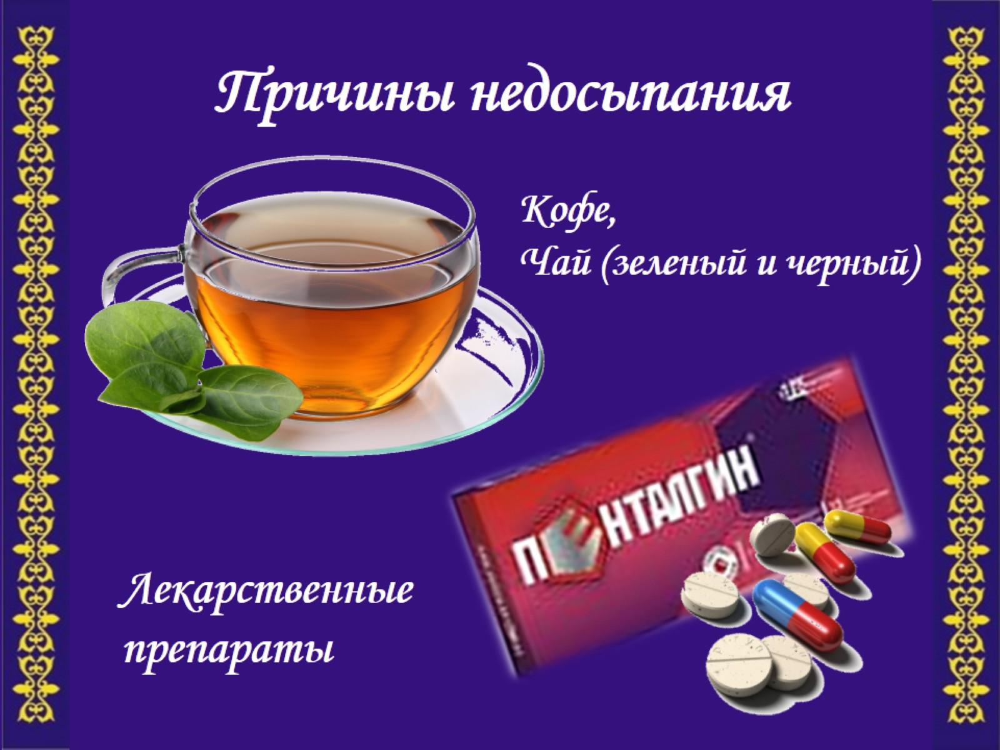 Причины недосыпания
Кофе,
Чай (зеленый и черный)
ПЕНТАЛГИН
Лекарственные
препараты